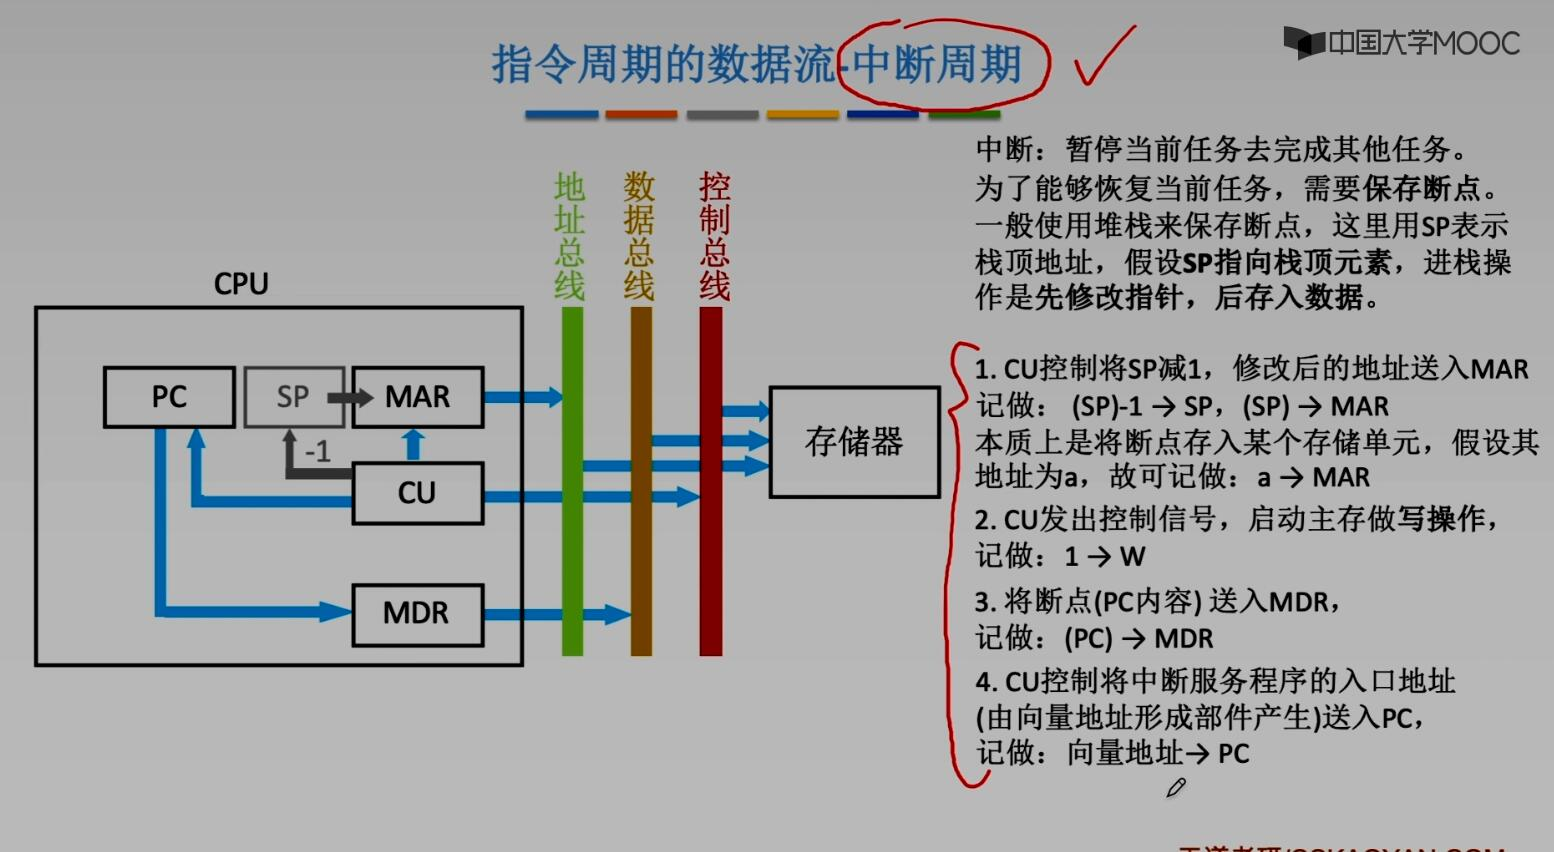 中国大学MOOC
指令周期的数据流-中断周期
中断：暂停当前任务去完成其他任务。
为了能够恢复当前任务，需要保存断点。
一般使用堆栈来保存断点，这里用SP表示
栈顶地址，假设SP指向栈顶元素，进栈操
作是先修改指针，后存入数据。
地址总线
数据总线
控制总线
CPU
PC
SP
MAR
-1
CU
MDR
存储器
1. CU控制将SP减1，修改后的地址送入MAR
记做： (SP)-1 → SP，(SP) → MAR
本质上是将断点存入某个存储单元，假设其
地址为a，故可记做：a → MAR
2. CU发出控制信号，启动主存做写操作，
记做：1 → W
3. 将断点(PC内容) 送入MDR，
记做：(PC) → MDR
4. CU控制将中断服务程序的入口地址
(由向量地址形成部件产生)送入PC，
记做：向量地址→ PC